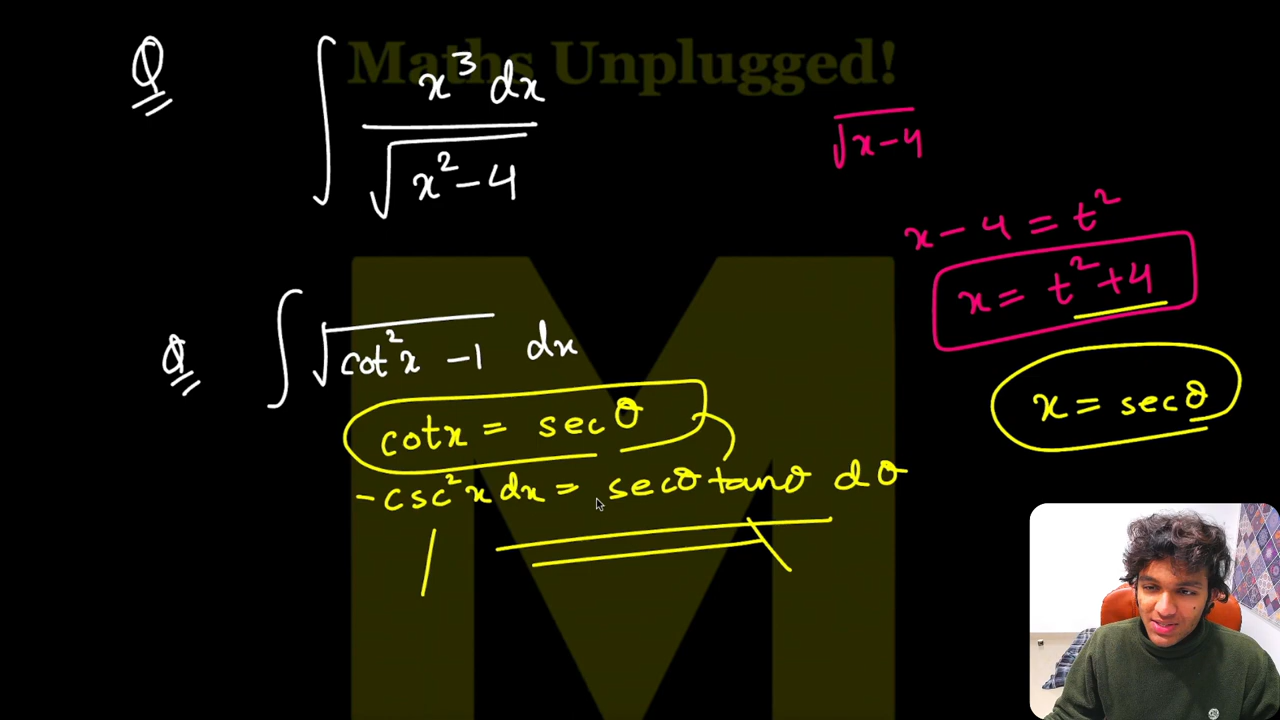 Maths Unplugged!
Q ∫ x³ dx / √(x² - 4)
√(x - 4)
x - 4 = t²
x = t² + 4
Q ∫ √(cot²x - 1) dx
x = secθ
cotx = secθ
-csc²x dx = secθ tanθ dθ
M